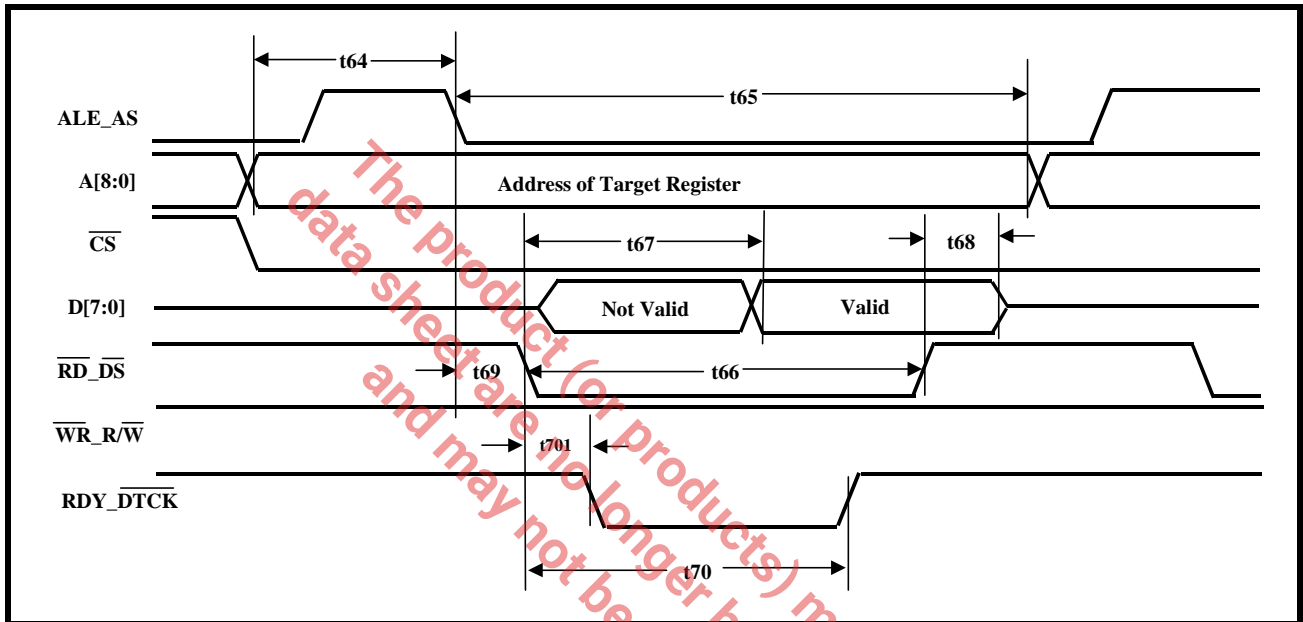 t64
ALE_AS
t65
A[8:0]
Address of Target Register
CS
t67
t68
D[7:0]
Not Valid
Valid
RD_DS
t69
t66
WR_R/W
t701
RDY_DTCK
t70
The product (or products) m
data sheet are no longer b
and may not be